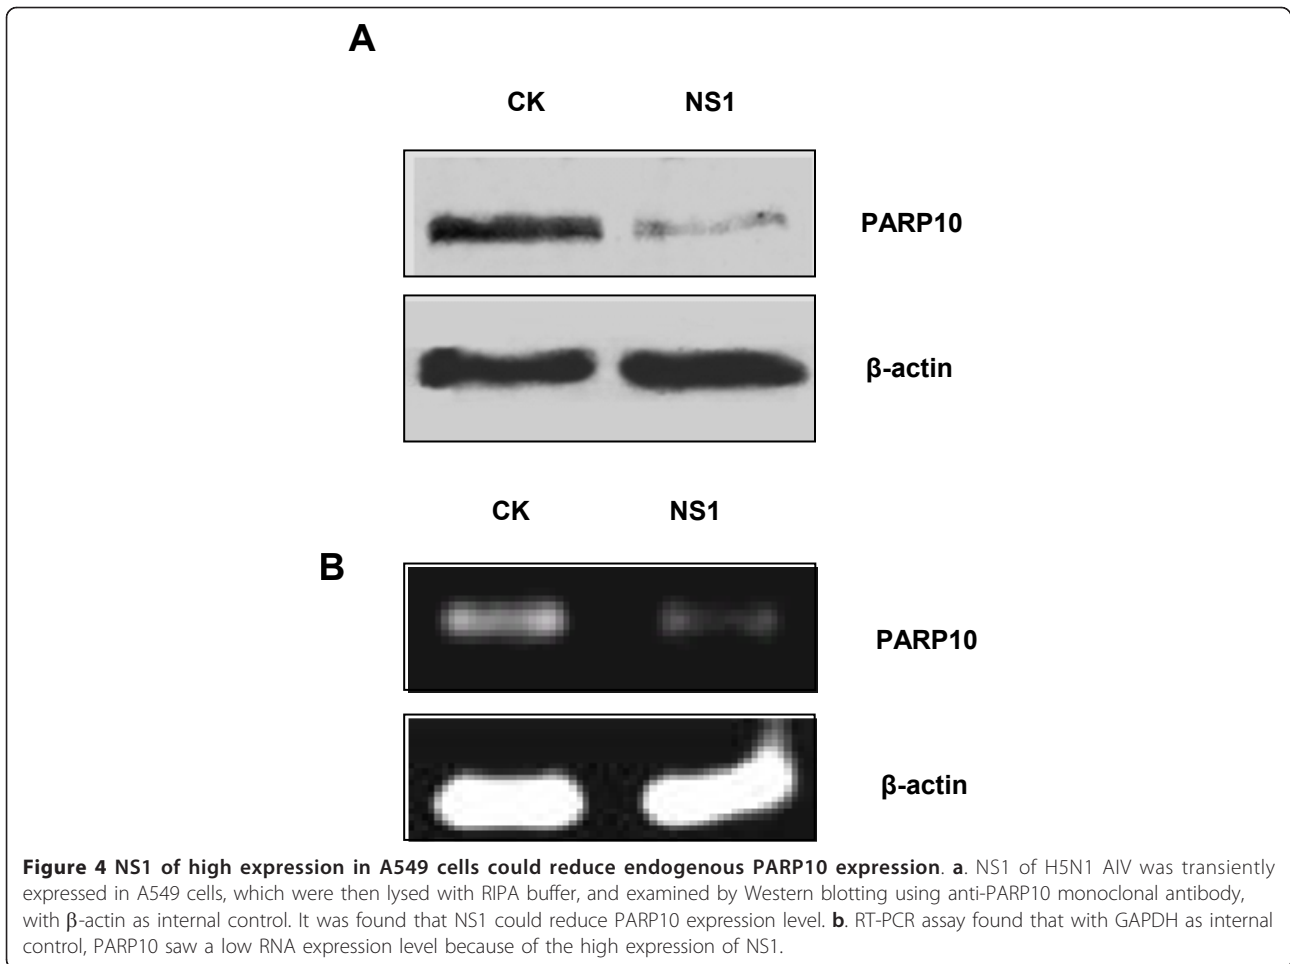 A
CK NS1
PARP10
β-actin
CK NS1
B
PARP10
β-actin
Figure 4 NS1 of high expression in A549 cells could reduce endogenous PARP10 expression. a. NS1 of H5N1 AIV was transiently
expressed in A549 cells, which were then lysed with RIPA buffer, and examined by Western blotting using anti-PARP10 monoclonal antibody,
with β-actin as internal control. It was found that NS1 could reduce PARP10 expression level. b. RT-PCR assay found that with GAPDH as internal
control, PARP10 saw a low RNA expression level because of the high expression of NS1.